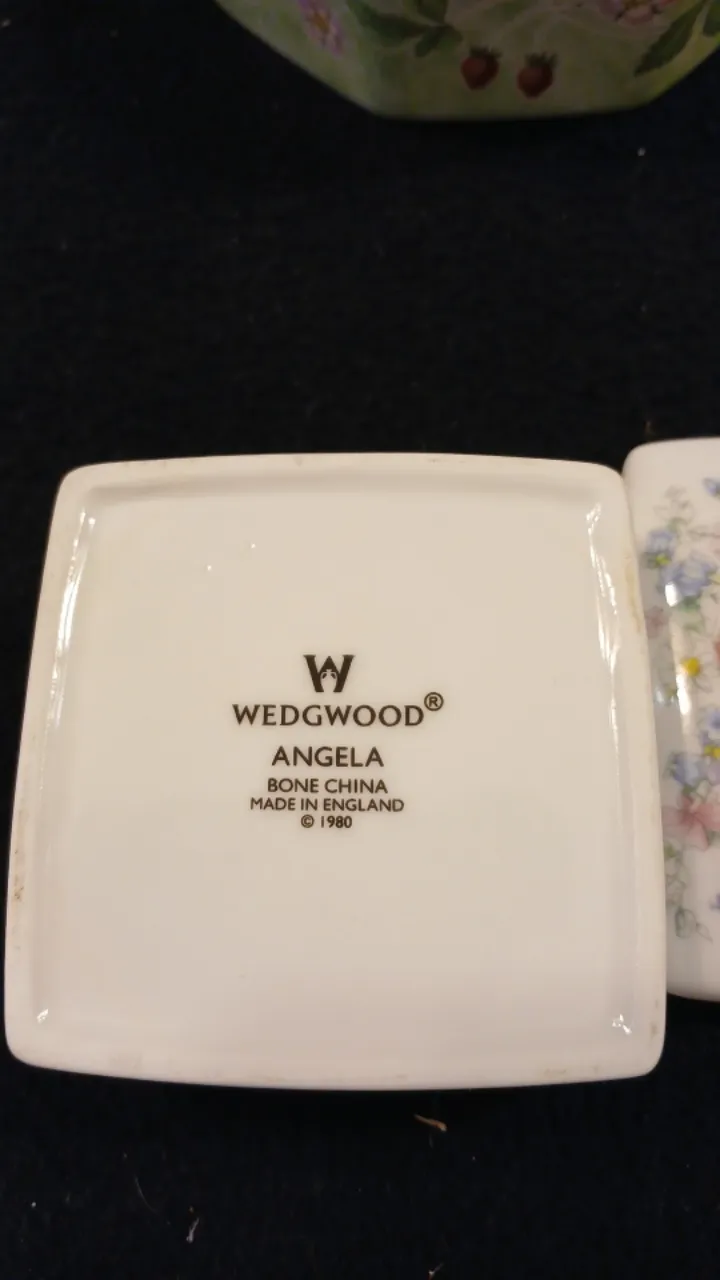 W
WEDGWOOD®
ANGELA
BONE CHINA
MADE IN ENGLAND
© 1980